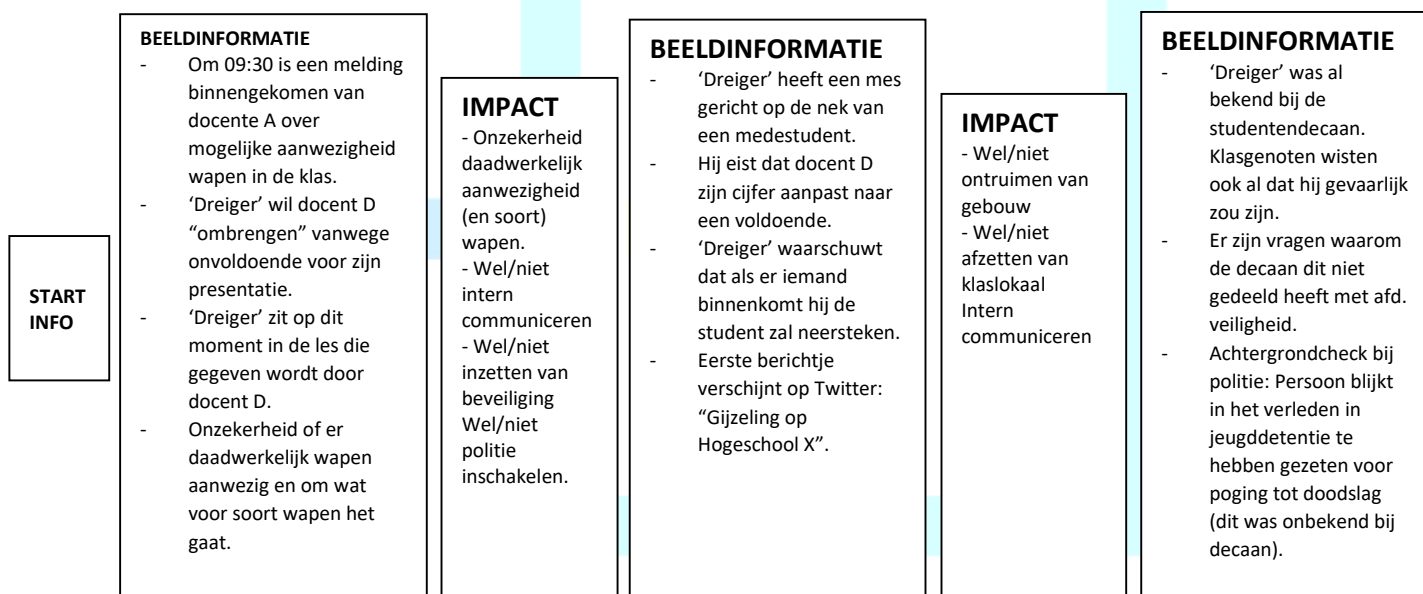 START
INFO
BEELDINFORMATIE
- Om 09:30 is een melding
binnengekomen van
docente A over
mogelijke aanwezigheid
wapen in de klas.
- ‘Dreiger’ wil docent D
“ombrengen” vanwege
onvoldoende voor zijn
presentatie.
- ‘Dreiger’ zit op dit
moment in de les die
gegeven wordt door
docent D.
- Onzekerheid of er
daadwerkelijk wapen
aanwezig en om wat
voor soort wapen het
gaat.
IMPACT
- Onzekerheid
daadwerkelijk
aanwezigheid
(en soort)
wapen.
- Wel/niet
intern
communiceren
- Wel/niet
inzetten van
beveiliging
Wel/niet
politie
inschakelen.
BEELDINFORMATIE
- ‘Dreiger’ heeft een mes
gericht op de nek van
een medestudent.
- Hij eist dat docent D
zijn cijfer aanpast naar
een voldoende.
- ‘Dreiger’ waarschuwt
dat als er iemand
binnenkomt hij de
student zal neersteken.
- Eerste berichtje
verschijnt op Twitter:
“Gijzeling op
Hogeschool X”.
IMPACT
- Wel/niet
ontruimen van
gebouw
- Wel/niet
afzetten van
klaslokaal
Intern
communiceren
BEELDINFORMATIE
- ‘Dreiger’ was al
bekend bij de
studentendecaan.
Klasgenoten wisten
ook al dat hij gevaarlijk
zou zijn.
- Er zijn vragen waarom
de decaan dit niet
gedeeld heeft met afd.
veiligheid.
- Achtergrondcheck bij
politie: Persoon blijkt
in het verleden in
jeugddetentie te
hebben gezeten voor
poging tot doodslag
(dit was onbekend bij
decaan).